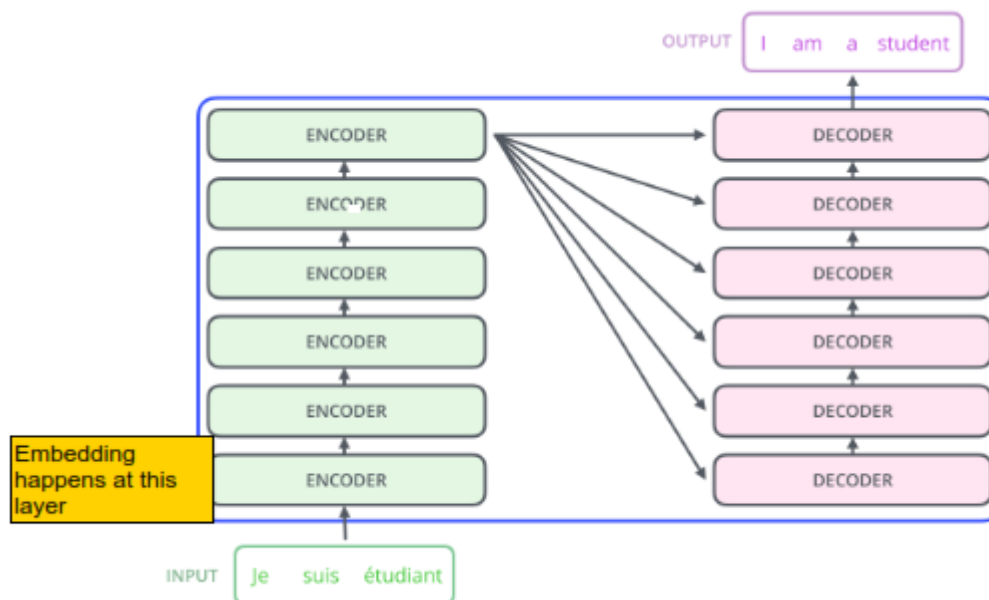 OUTPUT I am a student
ENCODER DECODER
ENCODER DECODER
ENCODER DECODER
ENCODER DECODER
ENCODER DECODER
Embedding
happens at this
layer
ENCODER DECODER
INPUT Je suis étudiant